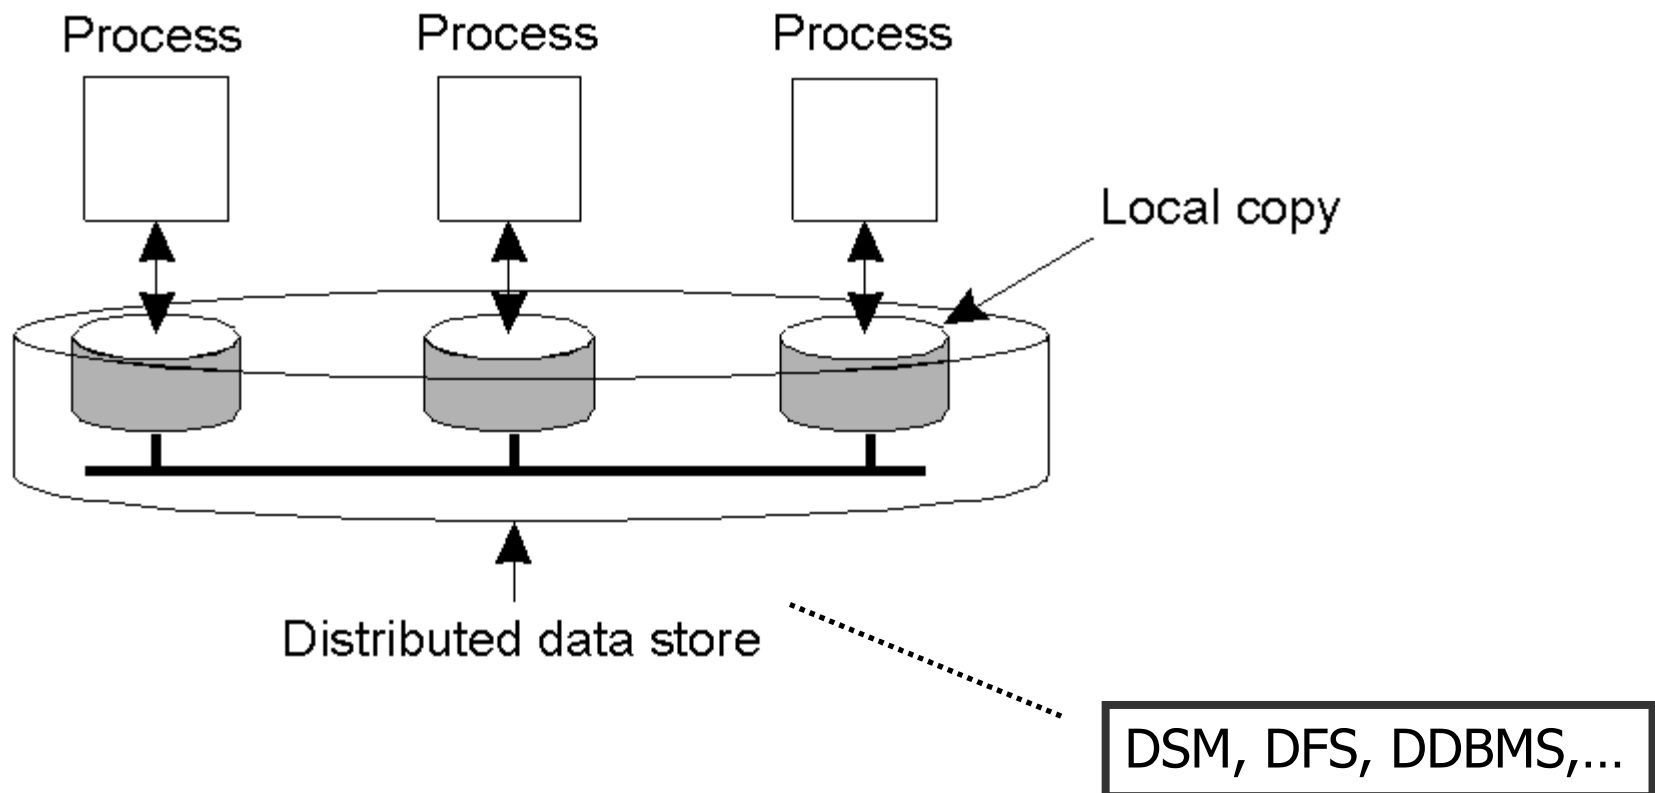 Process
Process
Process
Local copy
Distributed data store
DSM, DFS, DDBMS,...